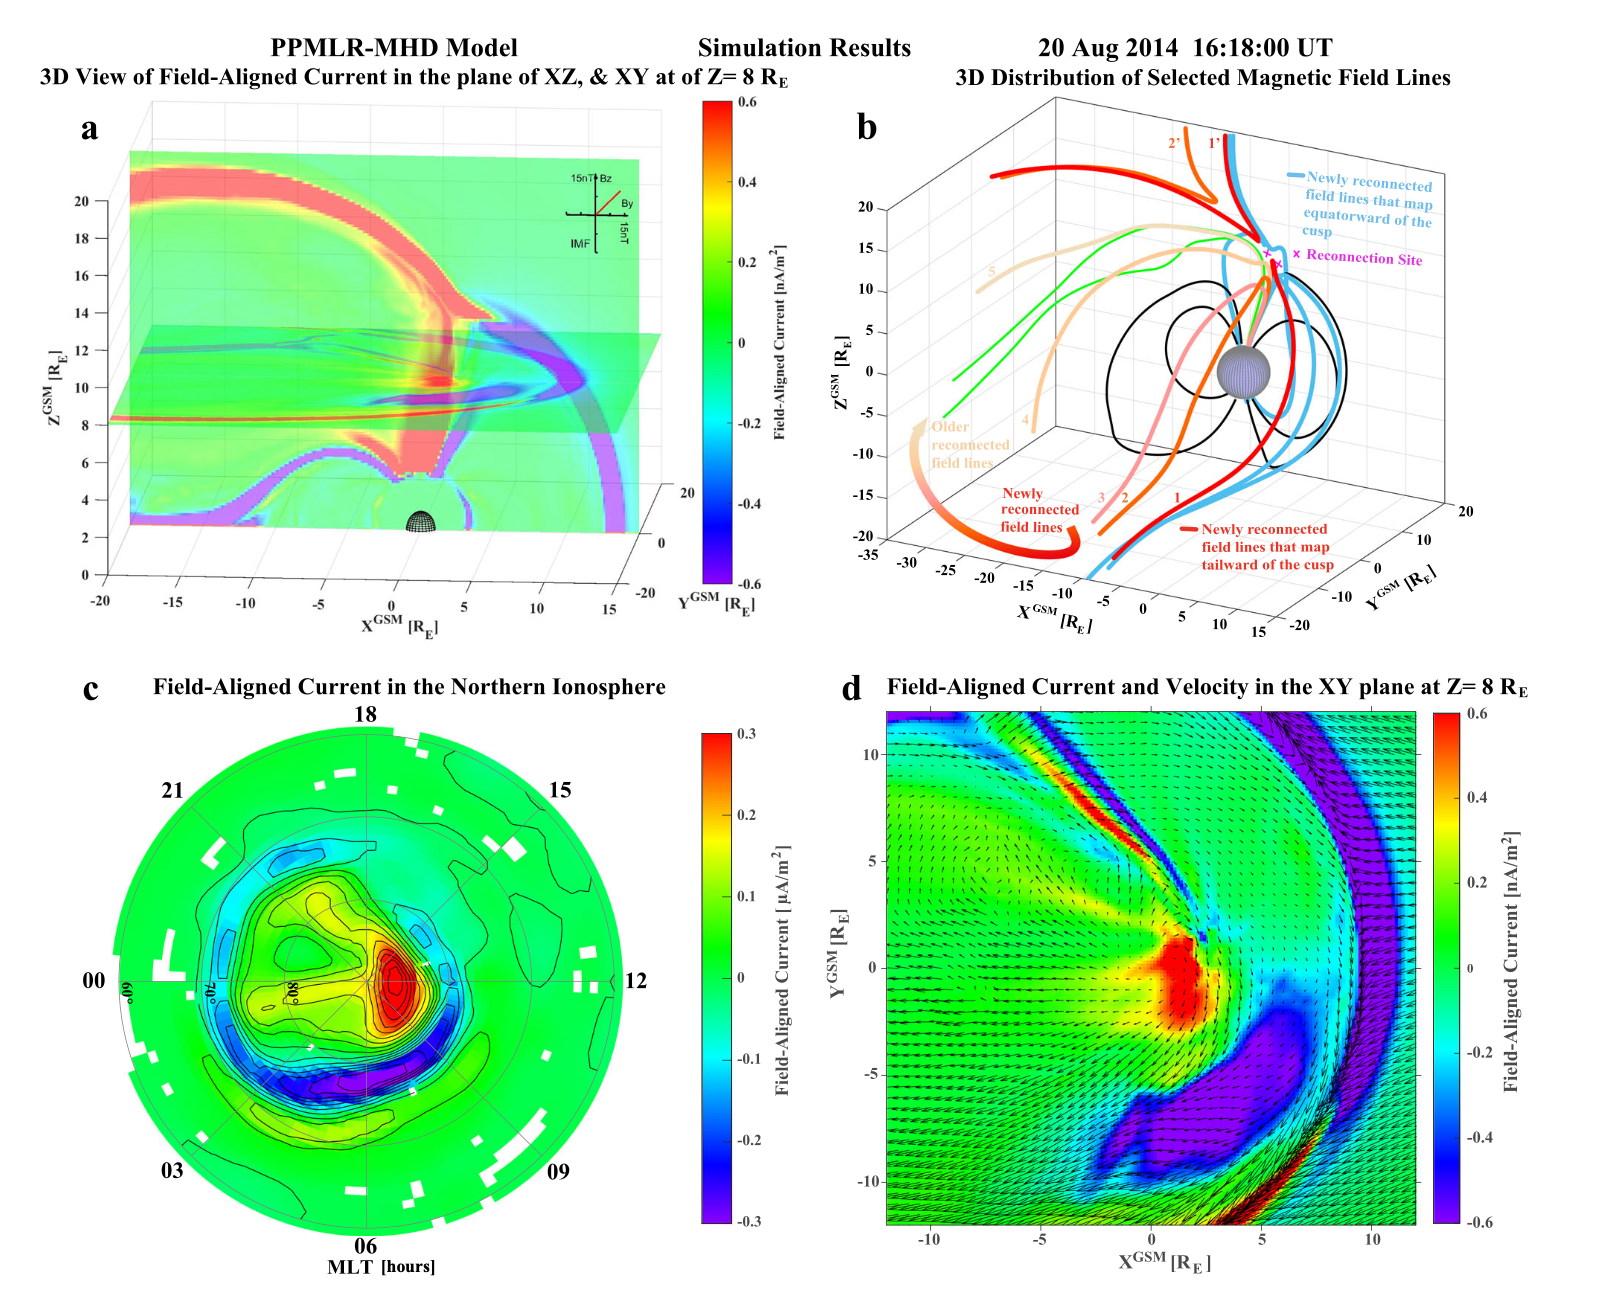 PPMLR-MHD Model
Simulation Results
20 Aug 2014 16:18:00 UT
3D View of Field-Aligned Current in the plane of XZ, & XY at of Z= 8 RE
3D Distribution of Selected Magnetic Field Lines
a
15nT
Bz
By
15nT
IMF
20
18
16
14
12
10
8
6
4
2
0
Z^GSM [RE]
-20
-15
-10
-5
0
5
10
15
X^GSM [RE]
20
0
-20
Y^GSM [RE]
0.6
0.4
0.2
0
-0.2
-0.4
-0.6
Field-Aligned Current [nA/m²]
b
2’
1’
Newly reconnected
field lines that map
equatorward of the
cusp
x Reconnection Site
5
4
Older
reconnected
field lines
Newly
reconnected
field lines
3
2
1
Newly reconnected
field lines that map
tailward of the cusp
20
15
10
5
0
-5
-10
-15
-20
Z^GSM [RE]
-35
-30
-25
-20
-15
-10
-5
0
5
10
15
X^GSM [RE]
20
10
0
-10
-20
Y^GSM [RE]
c
Field-Aligned Current in the Northern Ionosphere
18
21
15
00
60°
70°
80°
12
03
09
06
MLT [hours]
0.3
0.2
0.1
0
-0.1
-0.2
-0.3
Field-Aligned Current [ μA/m²]
d
Field-Aligned Current and Velocity in the XY plane at Z= 8 RE
10
5
0
-5
-10
Y^GSM [RE]
-10
-5
0
5
10
X^GSM [RE]
0.6
0.4
0.2
0
-0.2
-0.4
-0.6
Field-Aligned Current [nA/m²]